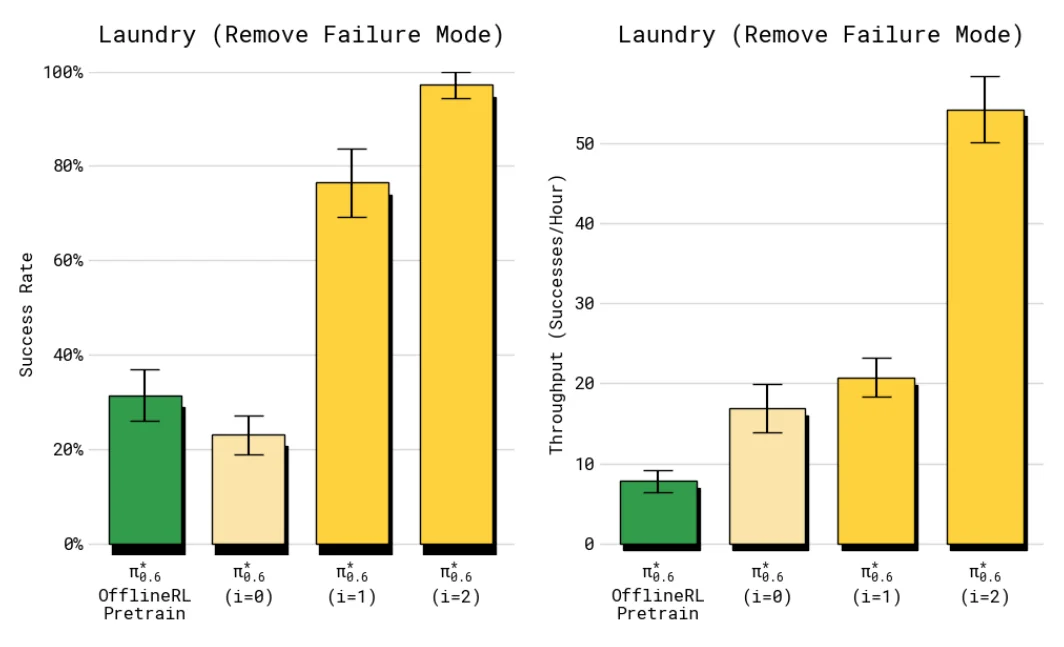 Laundry (Remove Failure Mode)
100%
80%
60%
40%
20%
0%
Success Rate
π*0.6
OfflineRL
Pretrain
π*0.6
(i=0)
π*0.6
(i=1)
π*0.6
(i=2)
Laundry (Remove Failure Mode)
50
40
30
20
10
0
Throughput (Successes/Hour)
π*0.6
OfflineRL
Pretrain
π*0.6
(i=0)
π*0.6
(i=1)
π*0.6
(i=2)